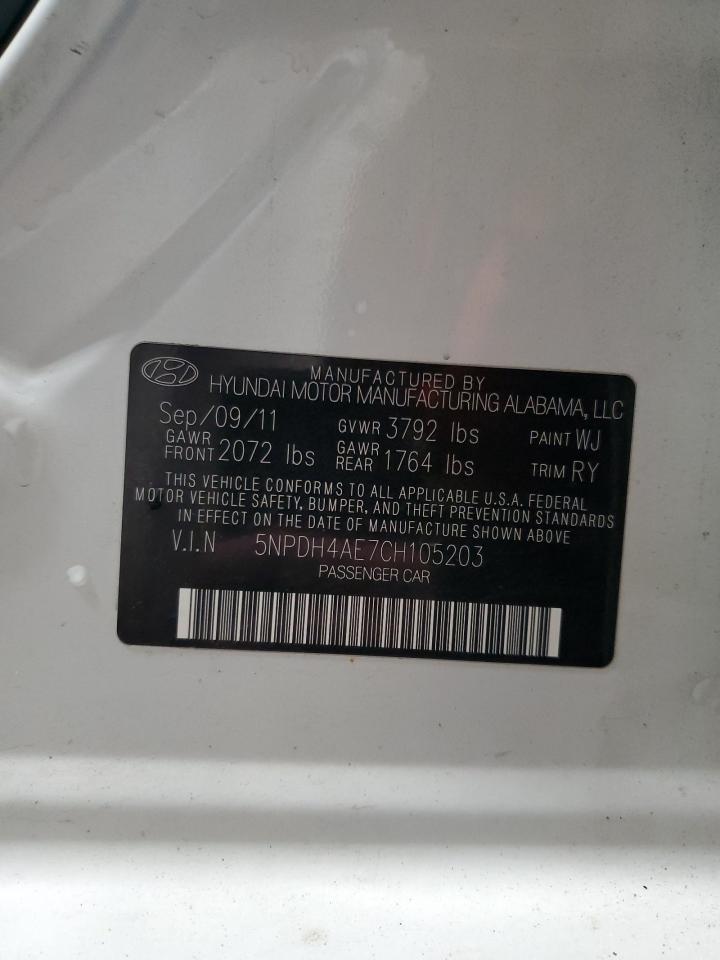 MANUFACTURED BY
HYUNDAI MOTOR MANUFACTURING ALABAMA, LLC
Sep/09/11 GVWR 3792 lbs PAINT WJ
GAWR FRONT 2072 lbs GAWR REAR 1764 lbs TRIM RY
THIS VEHICLE CONFORMS TO ALL APPLICABLE U.S.A. FEDERAL
MOTOR VEHICLE SAFETY, BUMPER, AND THEFT PREVENTION STANDARDS
IN EFFECT ON THE DATE OF MANUFACTURE SHOWN ABOVE
V.I.N 5NPDH4AE7CH105203
PASSENGER CAR